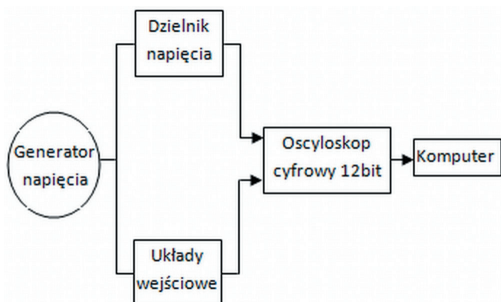 Dzielnik
napięcia
Generator
napięcia
Oscyloskop
cyfrowy 12bit
Komputer
Układy
wejściowe